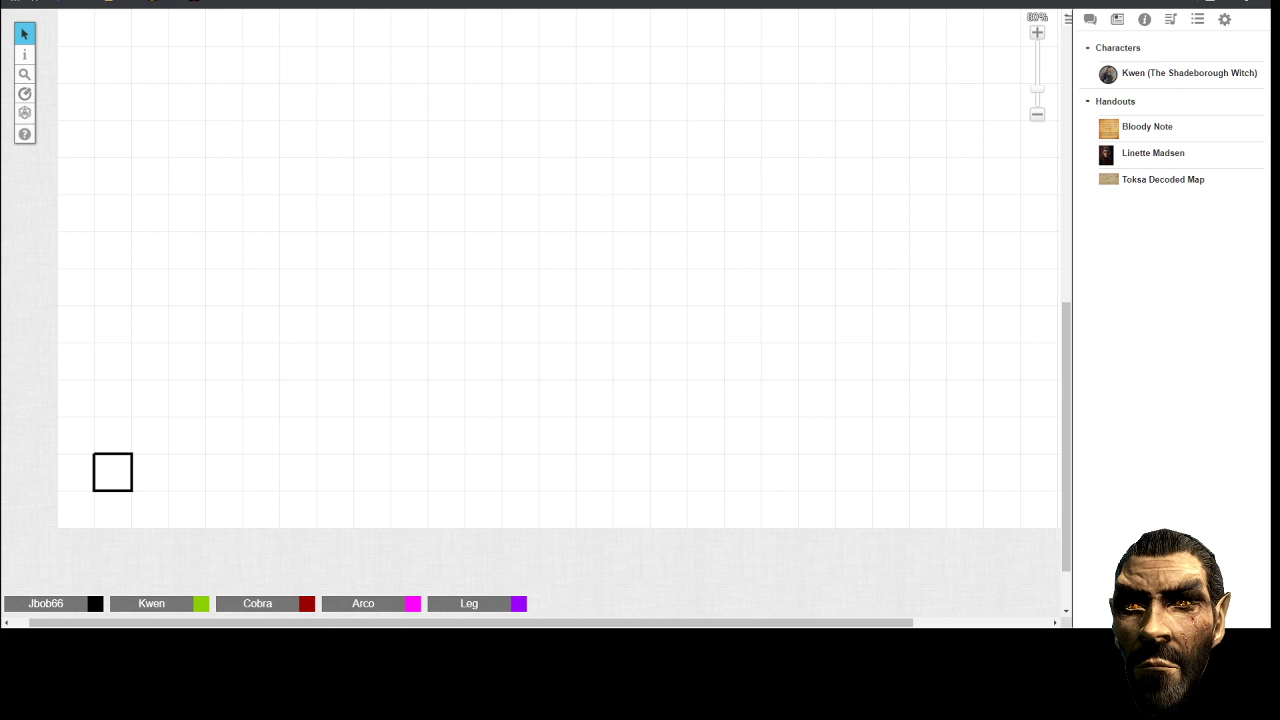 80%
Characters
Kwen (The Shadeborough Witch)
Handouts
Bloody Note
Linette Madsen
Toksa Decoded Map
Jbob66
Kwen
Cobra
Arco
Leg